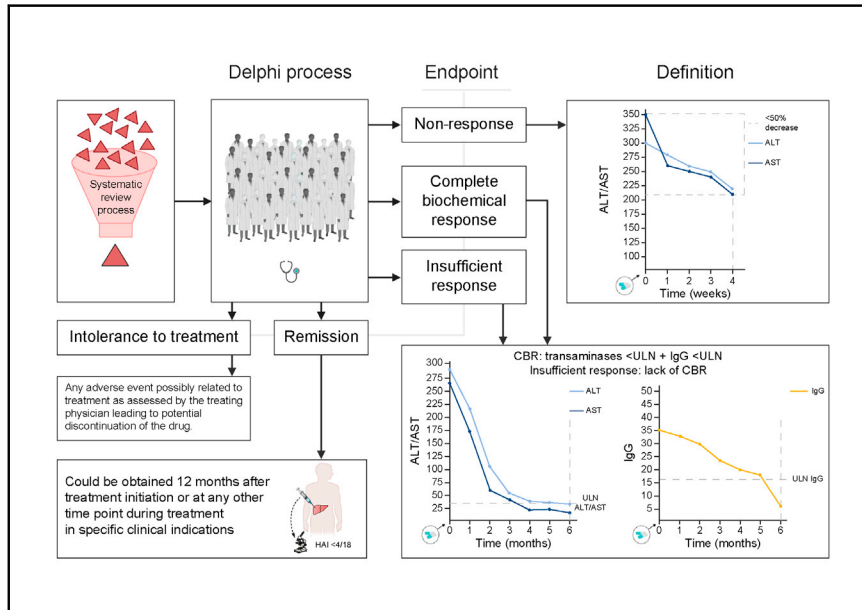 Delphi process
Endpoint
Definition
Systematic
review
process
Non-response
Complete
biochemical
response
Insufficient
response
Intolerance to treatment
Remission
Any adverse event possibly related to
treatment as assessed by the treating
physician leading to potential
discontinuation of the drug.
Could be obtained 12 months after
treatment initiation or at any other
time point during treatment
in specific clinical indications
HAI <4/18
ALT/AST
350
325
300
275
250
225
200
175
150
125
100
0 1 2 3 4
Time (weeks)
<50%
decrease
ALT
AST
CBR: transaminases <ULN + IgG <ULN
Insufficient response: lack of CBR
ALT/AST
300
275
250
225
200
175
150
125
100
75
50
25
0 1 2 3 4 5 6
Time (months)
ALT
AST
ULN
ALT/AST
IgG
50
45
40
35
30
25
20
15
10
5
0 1 2 3 4 5 6
Time (months)
IgG
ULN IgG